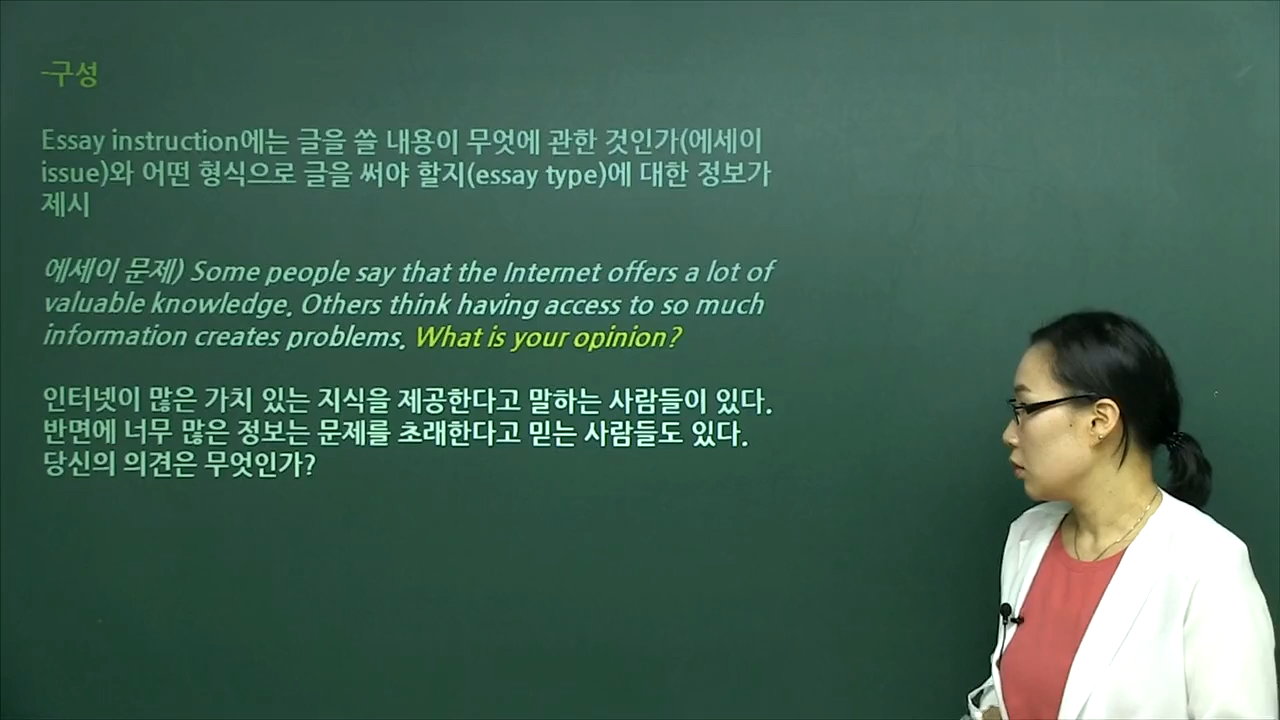 -구성
Essay instruction에는 글을 쓸 내용이 무엇에 관한 것인가(에세이
issue)와 어떤 형식으로 글을 써야 할지(essay type)에 대한 정보가
제시
에세이 문제) Some people say that the Internet offers a lot of
valuable knowledge. Others think having access to so much
information creates problems. What is your opinion?
인터넷이 많은 가치 있는 지식을 제공한다고 말하는 사람들이 있다.
반면에 너무 많은 정보는 문제를 초래한다고 믿는 사람들도 있다.
당신의 의견은 무엇인가?